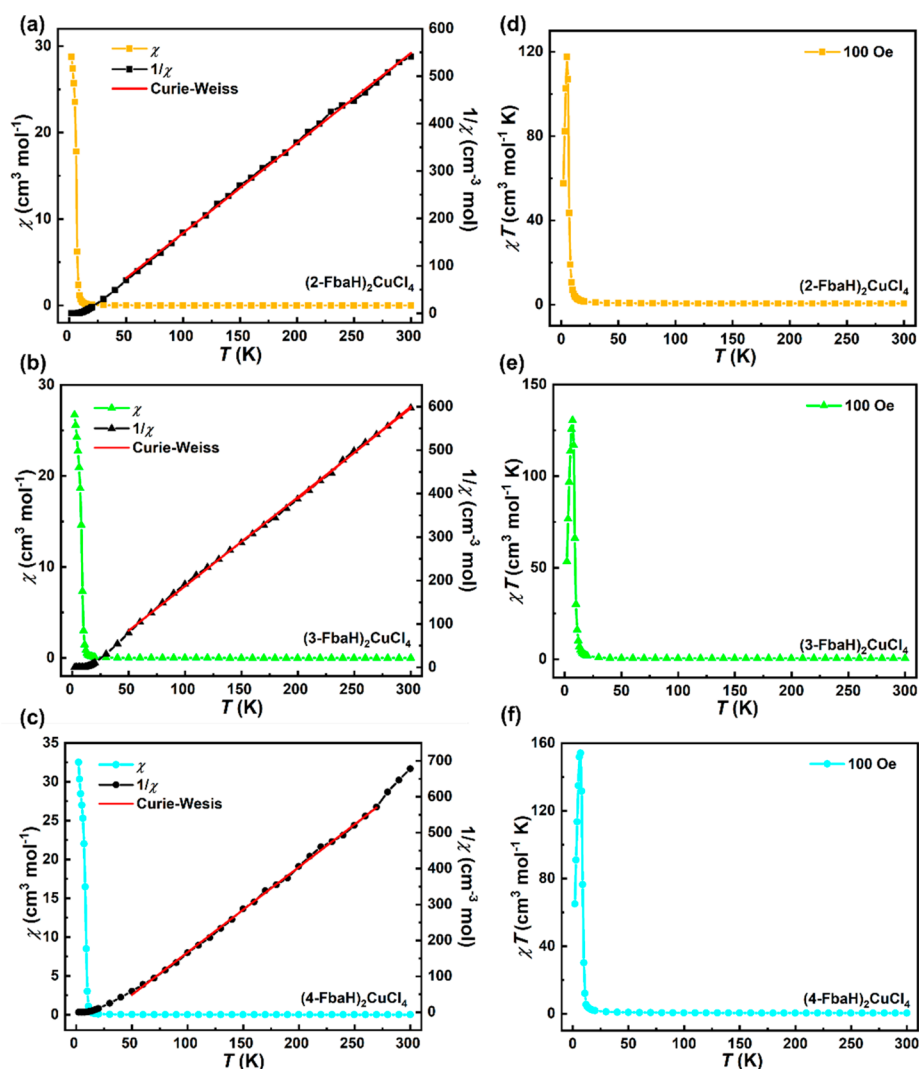 (a)
χ
1/χ
Curie-Weiss
(2-FbaH)₂CuCl₄
χ (cm³ mol⁻¹)
30
20
10
0
1/χ (cm⁻³ mol)
600
500
400
300
200
100
0
0 50 100 150 200 250 300
T (K)
(d)
100 Oe
(2-FbaH)₂CuCl₄
χT (cm³ mol⁻¹ K)
120
80
40
0
0 50 100 150 200 250 300
T (K)
(b)
χ
1/χ
Curie-Weiss
(3-FbaH)₂CuCl₄
χ (cm³ mol⁻¹)
30
20
10
0
1/χ (cm⁻³ mol)
600
500
400
300
200
100
0
0 50 100 150 200 250 300
T (K)
(e)
100 Oe
(3-FbaH)₂CuCl₄
χT (cm³ mol⁻¹ K)
150
125
100
75
50
25
0
0 50 100 150 200 250 300
T (K)
(c)
χ
1/χ
Curie-Wesis
(4-FbaH)₂CuCl₄
χ (cm³ mol⁻¹)
35
30
25
20
15
10
5
0
1/χ (cm⁻³ mol)
700
600
500
400
300
200
100
0
0 50 100 150 200 250 300
T (K)
(f)
100 Oe
(4-FbaH)₂CuCl₄
χT (cm³ mol⁻¹ K)
160
120
80
40
0
0 50 100 150 200 250 300
T (K)